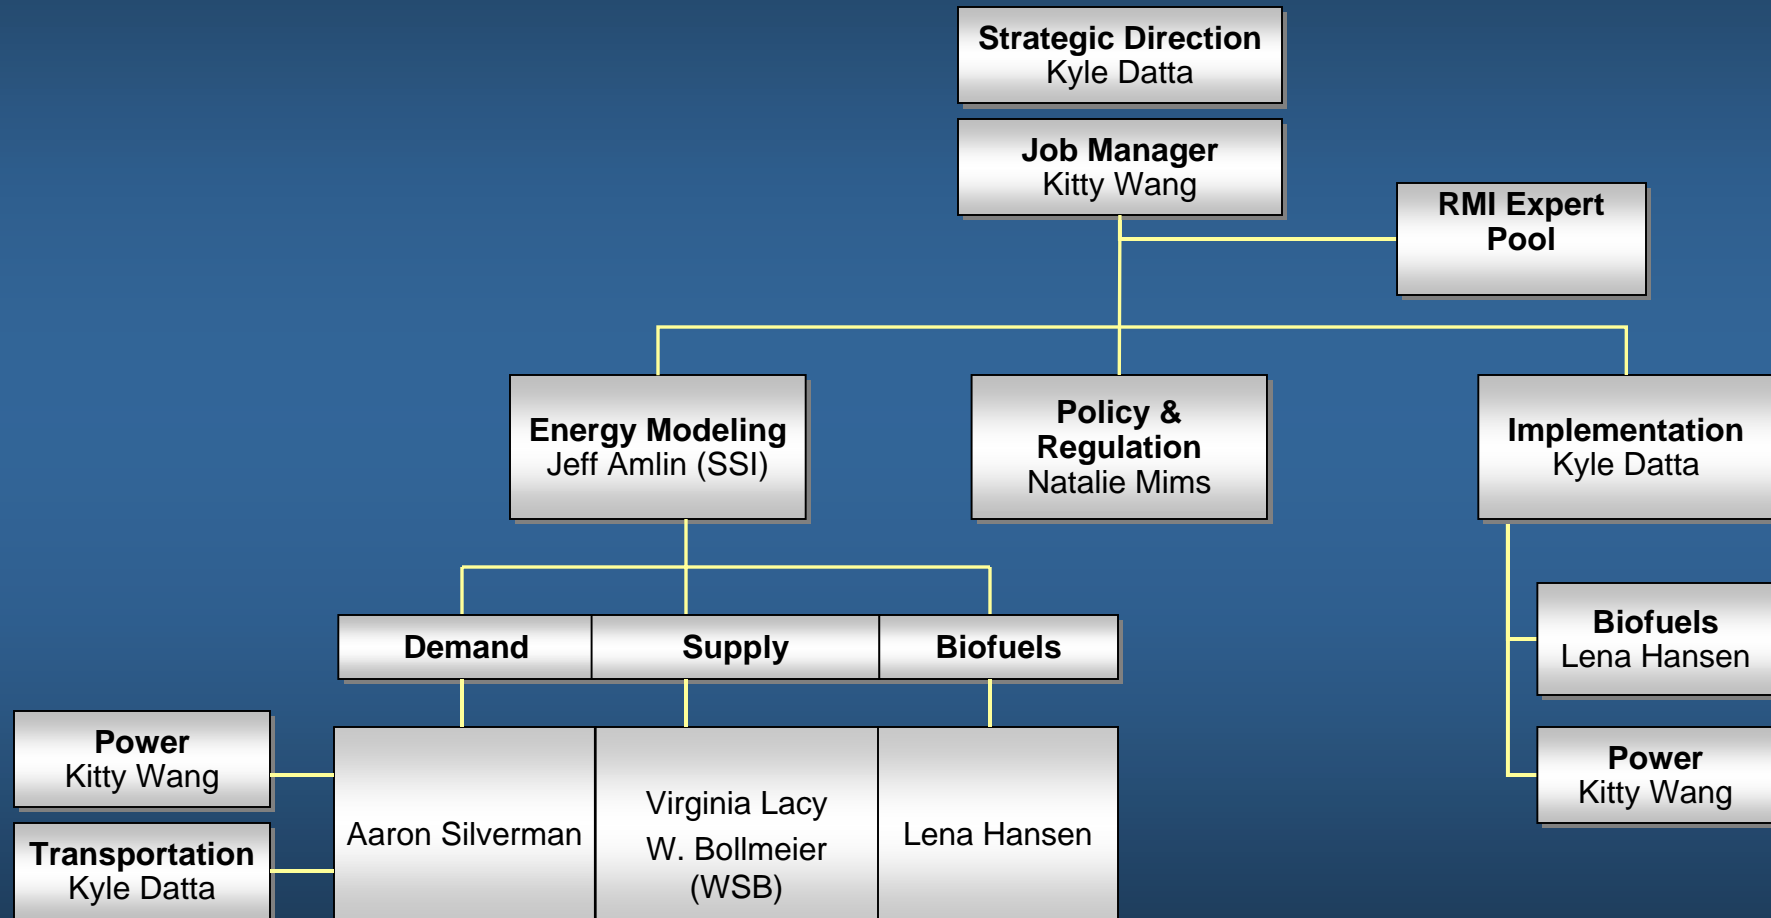 Strategic Direction
Kyle Datta
Job Manager
Kitty Wang
RMI Expert
Pool
Energy Modeling
Jeff Amlin (SSI)
Policy &
Regulation
Natalie Mims
Implementation
Kyle Datta
Demand
Supply
Biofuels
Biofuels
Lena Hansen
Power
Kitty Wang
Transportation
Kyle Datta
Aaron Silverman
Virginia Lacy
W. Bollmeier
(WSB)
Lena Hansen
Power
Kitty Wang